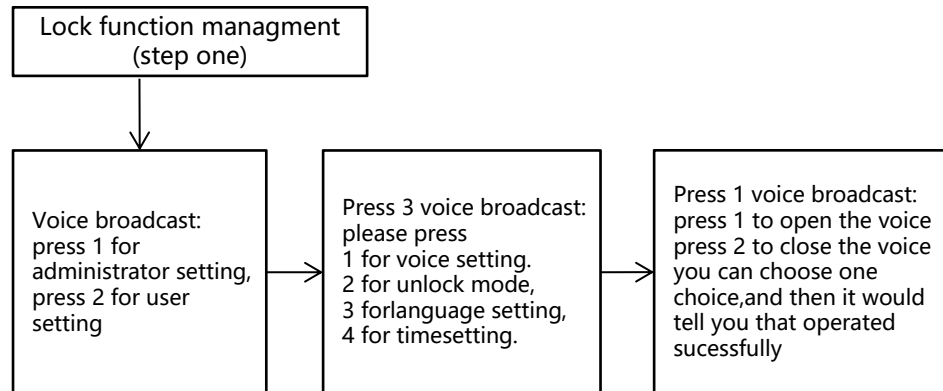 Lock function managment
(step one)
Voice broadcast:
press 1 for
administrator setting,
press 2 for user
setting
Press 3 voice broadcast:
please press
1 for voice setting.
2 for unlock mode,
3 forlanguage setting,
4 for timesetting.
Press 1 voice broadcast:
press 1 to open the voice
press 2 to close the voice
you can choose one
choice,and then it would
tell you that operated
sucessfully